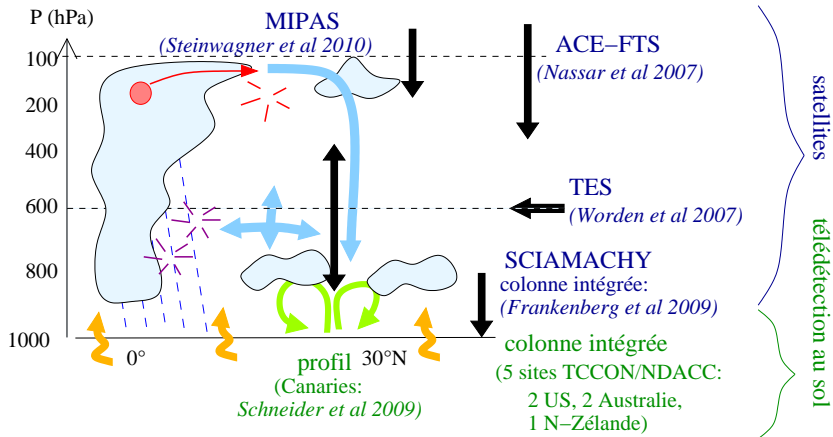 P (hPa)
100
200
400
600
800
1000
0°
30°N
MIPAS
(Steinwagner et al 2010)
ACE–FTS
(Nassar et al 2007)
TES
(Worden et al 2007)
SCIAMACHY
colonne intégrée:
(Frankenberg et al 2009)
profil
(Canaries:
Schneider et al 2009)
colonne intégrée
(5 sites TCCON/NDACC:
2 US, 2 Australie,
1 N–Zélande)
satellites
télédétection au sol